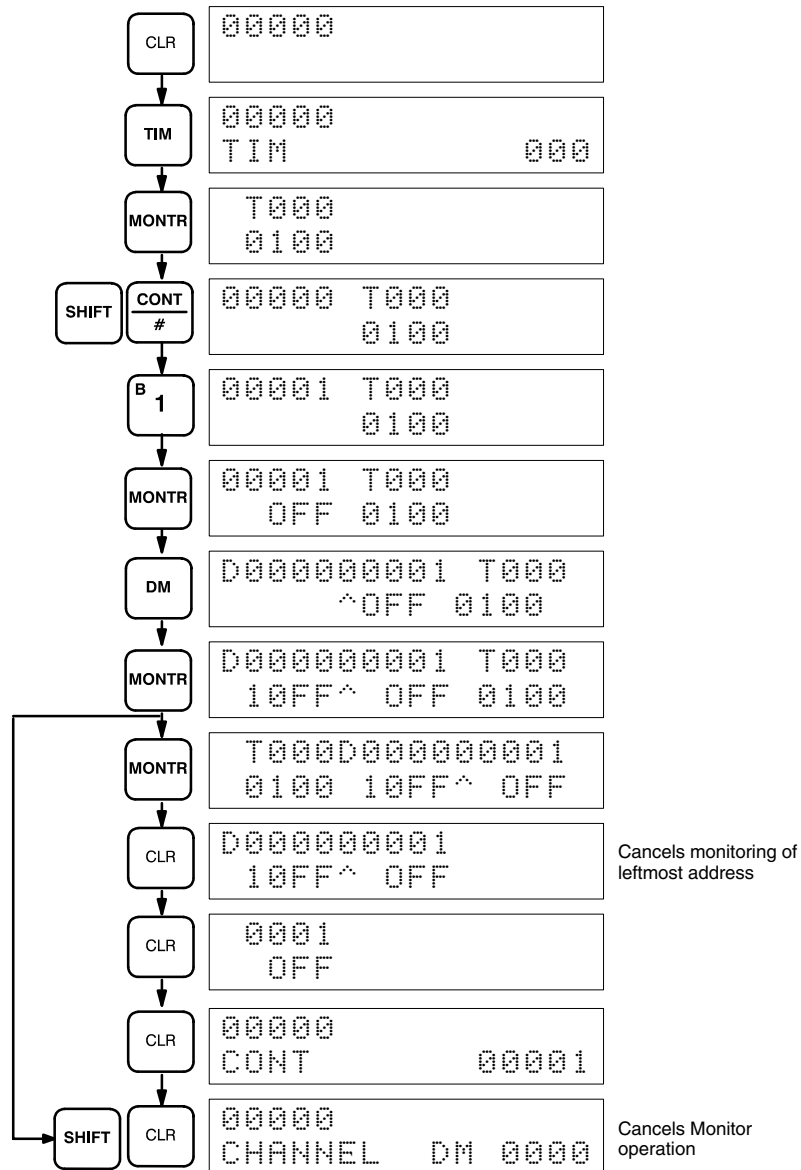 CLR
00000
TIM
00000
TIM 000
MONTR
T000
0100
SHIFT
CONT
#
00000 T000
0100
B
1
00001 T000
0100
MONTR
00001 T000
OFF 0100
DM
D000000001 T000
^OFF 0100
MONTR
D000000001 T000
10FF^ OFF 0100
MONTR
T000D000000001
0100 10FF^ OFF
CLR
D000000001
10FF^ OFF
Cancels monitoring of
leftmost address
CLR
0001
OFF
CLR
00000
CONT 00001
SHIFT
CLR
00000
CHANNEL DM 0000
Cancels Monitor
operation